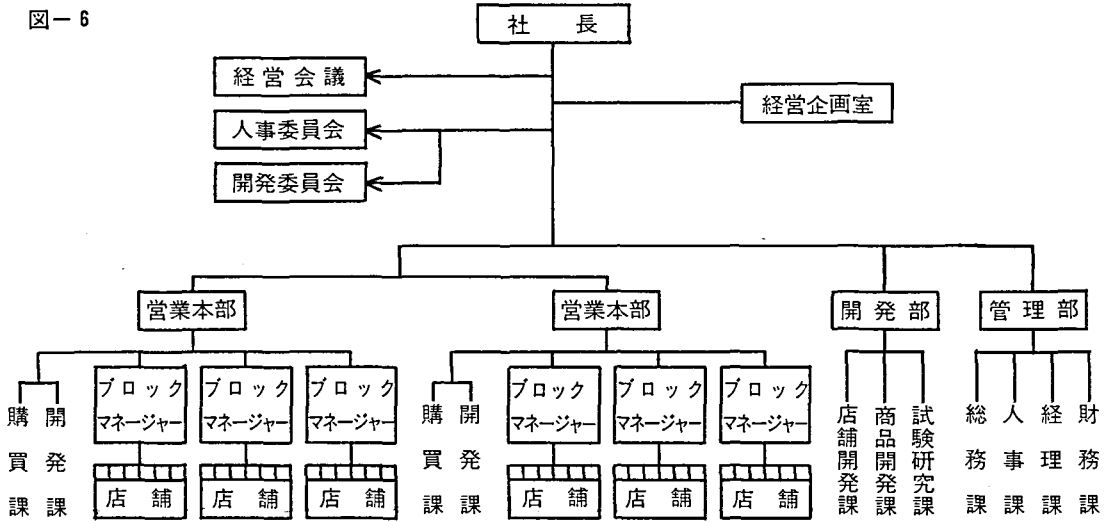 図－6
社長
経営会議
経営企画室
人事委員会
開発委員会
営業本部
営業本部
開発部
管理部
購買課
開発課
ブロックマネージャー
ブロックマネージャー
ブロックマネージャー
購買課
開発課
ブロックマネージャー
ブロックマネージャー
ブロックマネージャー
店舗開発課
商品開発課
試験研究課
総務課
人事課
経理課
財務課
店舗
店舗
店舗
店舗
店舗
店舗